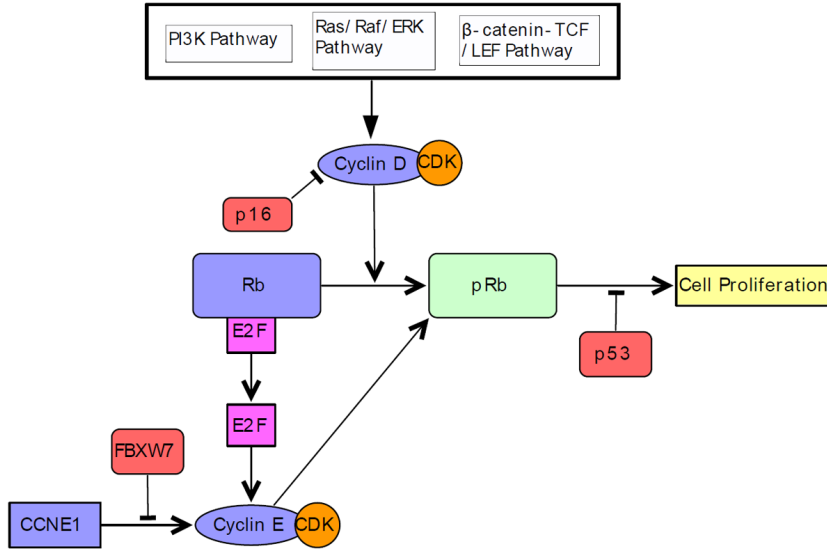 PI3K Pathway
Ras/ Raf/ ERK
Pathway
β- catenin- TCF
/ LEF Pathway
Cyclin D
CDK
p16
Rb
pRb
Cell Proliferation
E2F
p53
E2F
FBXW7
CCNE1
Cyclin E
CDK